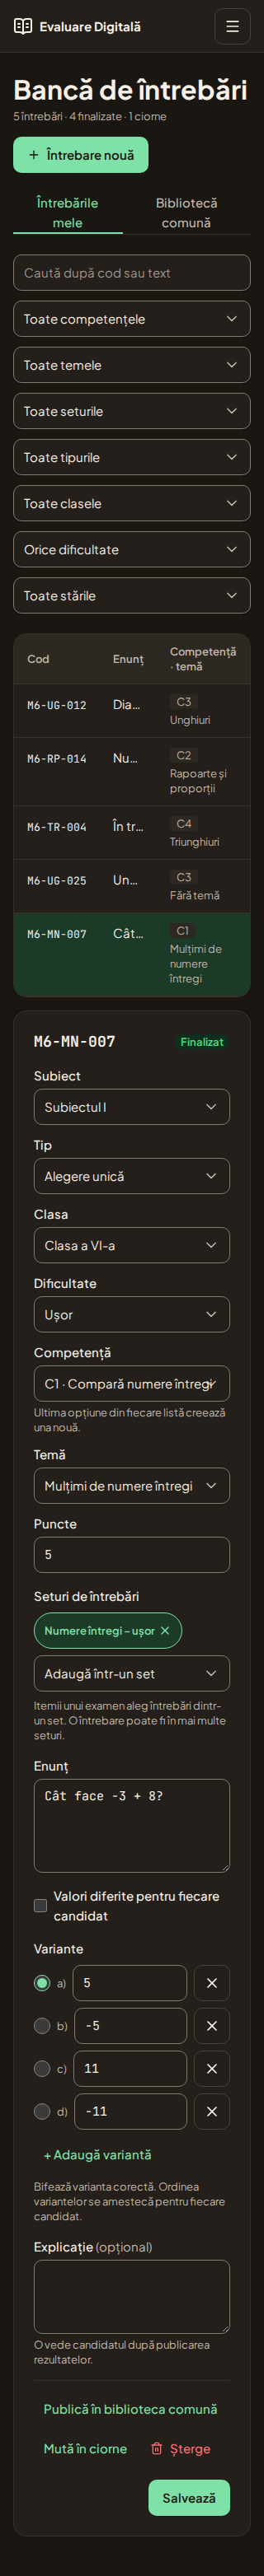 Evaluare Digitală
Bancă de întrebări
5 întrebări · 4 finalizate · 1 ciorne
+ Întrebare nouă
Întrebările
mele
Bibliotecă
comună
Caută după cod sau text
Toate competențele
Toate temele
Toate seturile
Toate tipurile
Toate clasele
Orice dificultate
Toate stările
Cod
Enunț
Competență
· temă
M6-UG-012
Dia...
C3
Unghiuri
M6-RP-014
Nu...
C2
Rapoarte și
proporții
M6-TR-004
În tr...
C4
Triunghiuri
M6-UG-025
Un...
C3
Fără temă
M6-MN-007
Cât...
C1
Mulțimi de
numere
întregi
M6-MN-007
Finalizat
Subiect
Subiectul I
Tip
Alegere unică
Clasa
Clasa a VI-a
Dificultate
Ușor
Competență
C1 · Compară numere întregi
Ultima opțiune din fiecare listă creează
una nouă.
Temă
Mulțimi de numere întregi
Puncte
5
Seturi de întrebări
Numere întregi – ușor ×
Adaugă într-un set
Itemii unui examen aleg întrebări dintr-
un set. O întrebare poate fi în mai multe
seturi.
Enunț
Cât face -3 + 8?
Valori diferite pentru fiecare
candidat
Variante
a) 5
b) -5
c) 11
d) -11
+ Adaugă variantă
Bifează varianta corectă. Ordinea
variantelor se amestecă pentru fiecare
candidat.
Explicație (opțional)
O vede candidatul după publicarea
rezultatelor.
Publică în biblioteca comună
Mută în ciorne
Șterge
Salvează